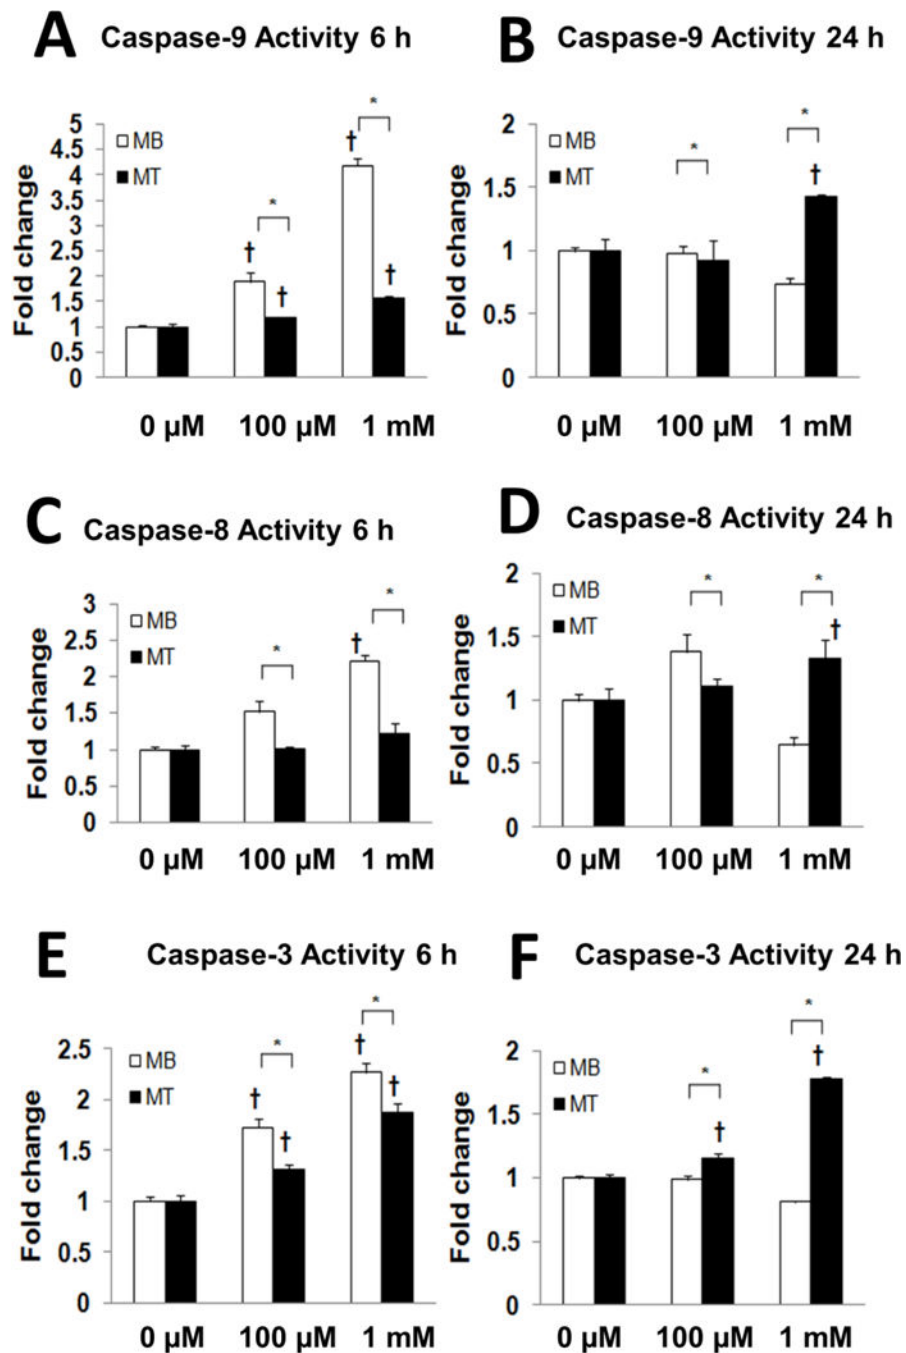 A Caspase-9 Activity 6 h
Fold change
5
4.5
4
3.5
3
2.5
2
1.5
1
0.5
0
MB
MT
*
†
*
†
†
†
0 µM 100 µM 1 mM
B Caspase-9 Activity 24 h
Fold change
2
1.5
1
0.5
0
MB
MT
*
*
†
0 µM 100 µM 1 mM
C Caspase-8 Activity 6 h
Fold change
3
2.5
2
1.5
1
0.5
0
MB
MT
*
*
†
0 µM 100 µM 1 mM
D Caspase-8 Activity 24 h
Fold change
2
1.5
1
0.5
0
MB
MT
*
*
†
0 µM 100 µM 1 mM
E Caspase-3 Activity 6 h
Fold change
2.5
2
1.5
1
0.5
0
MB
MT
*
*
†
†
†
†
0 µM 100 µM 1 mM
F Caspase-3 Activity 24 h
Fold change
2
1.5
1
0.5
0
MB
MT
*
†
*
†
0 µM 100 µM 1 mM